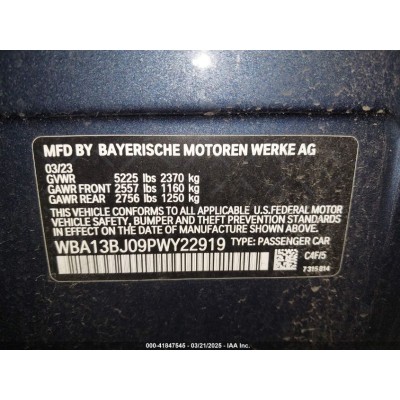 MFD BY BAYERISCHE MOTOREN WERKE AG
03/23
GVWR 5225 lbs 2370 kg
GAWR FRONT 2557 lbs 1160 kg
GAWR REAR 2756 lbs 1250 kg
THIS VEHICLE CONFORMS TO ALL APPLICABLE U.S.FEDERAL MOTOR
VEHICLE SAFETY, BUMPER, AND THEFT PREVENTION STANDARDS IN
EFFECT ON THE DATE OF MANUFACTURE SHOWN ABOVE.
WBA13BJ09PWY22919 TYPE: PASSENGER CAR
C4F/5
7315014
000-41847545 — 03/21/2025 — IAA Inc.